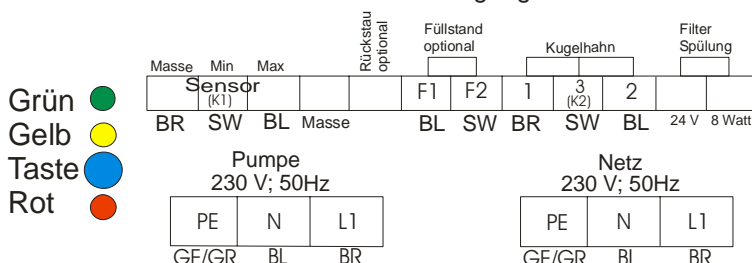 Rückstau optional
Füllstand optional
Filter Spülung
Kugelhahn
Masse Min Max
Sensor
(K1)
F1 F2 1 3 2
(K2)
BR SW BL Masse BL SW BR SW BL 24 V 8 Watt
Grün
Gelb
Taste
Rot
Pumpe Netz
230 V; 50Hz 230 V; 50Hz
PE N L1 PE N L1
GE/GR BL BR GE/GR BL BR